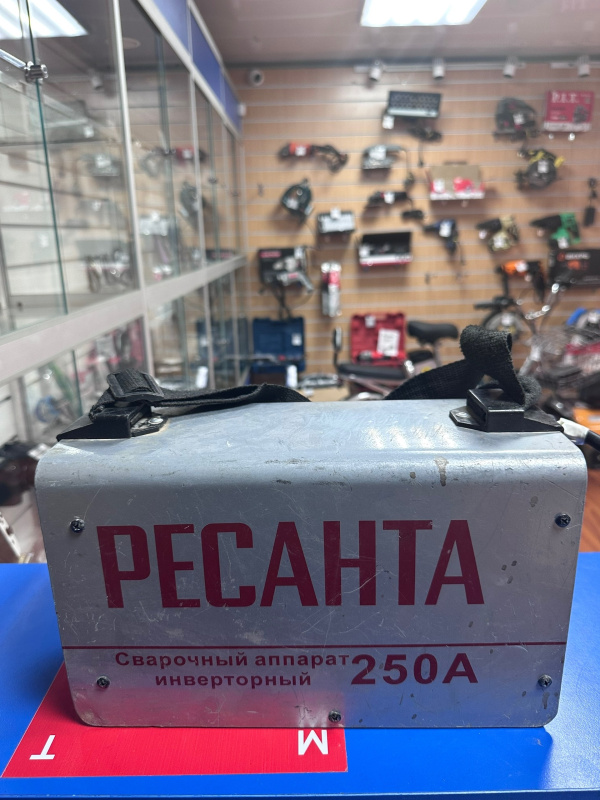 РЕСАНТА
Сварочный аппарат
инверторный
250А
P.I.T.
М
Т